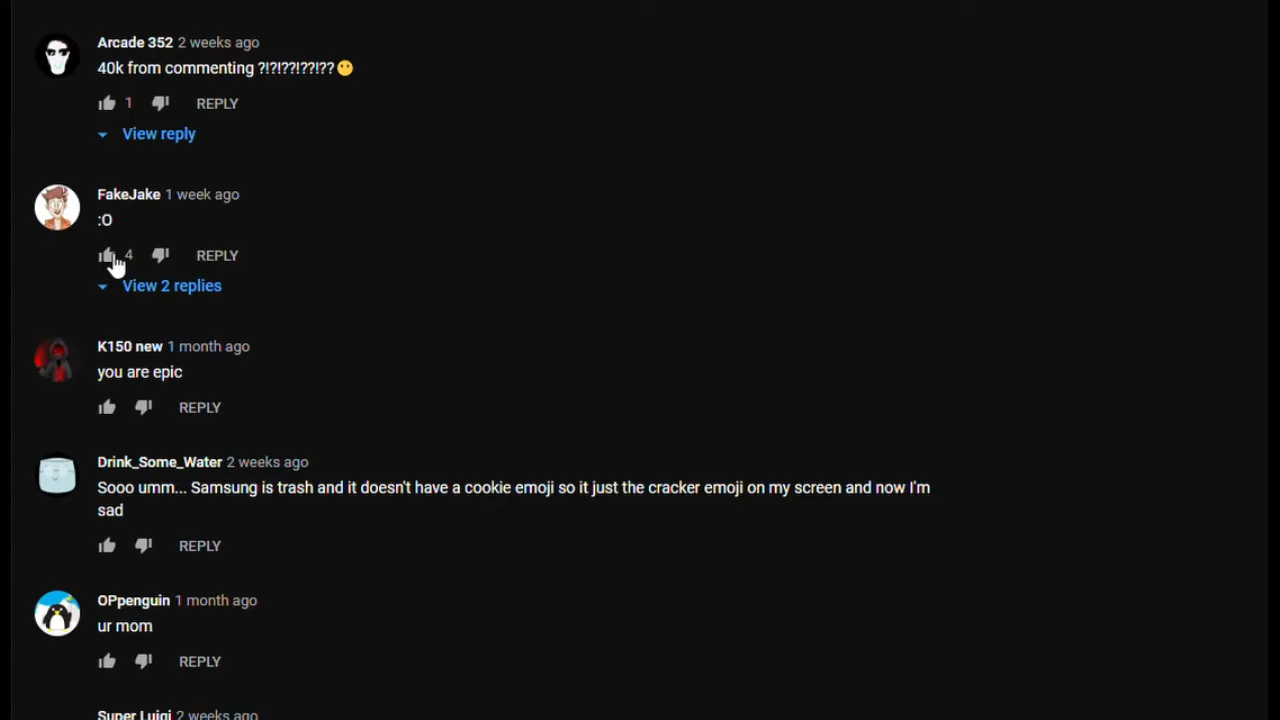 Arcade 352 2 weeks ago
40k from commenting ?!?!??!??!??😶
1 REPLY
View reply
FakeJake 1 week ago
:O
4 REPLY
View 2 replies
K150 new 1 month ago
you are epic
REPLY
Drink_Some_Water 2 weeks ago
Sooo umm... Samsung is trash and it doesn't have a cookie emoji so it just the cracker emoji on my screen and now I'm
sad
REPLY
OPpenguin 1 month ago
ur mom
REPLY
Super Luigi 2 weeks ago